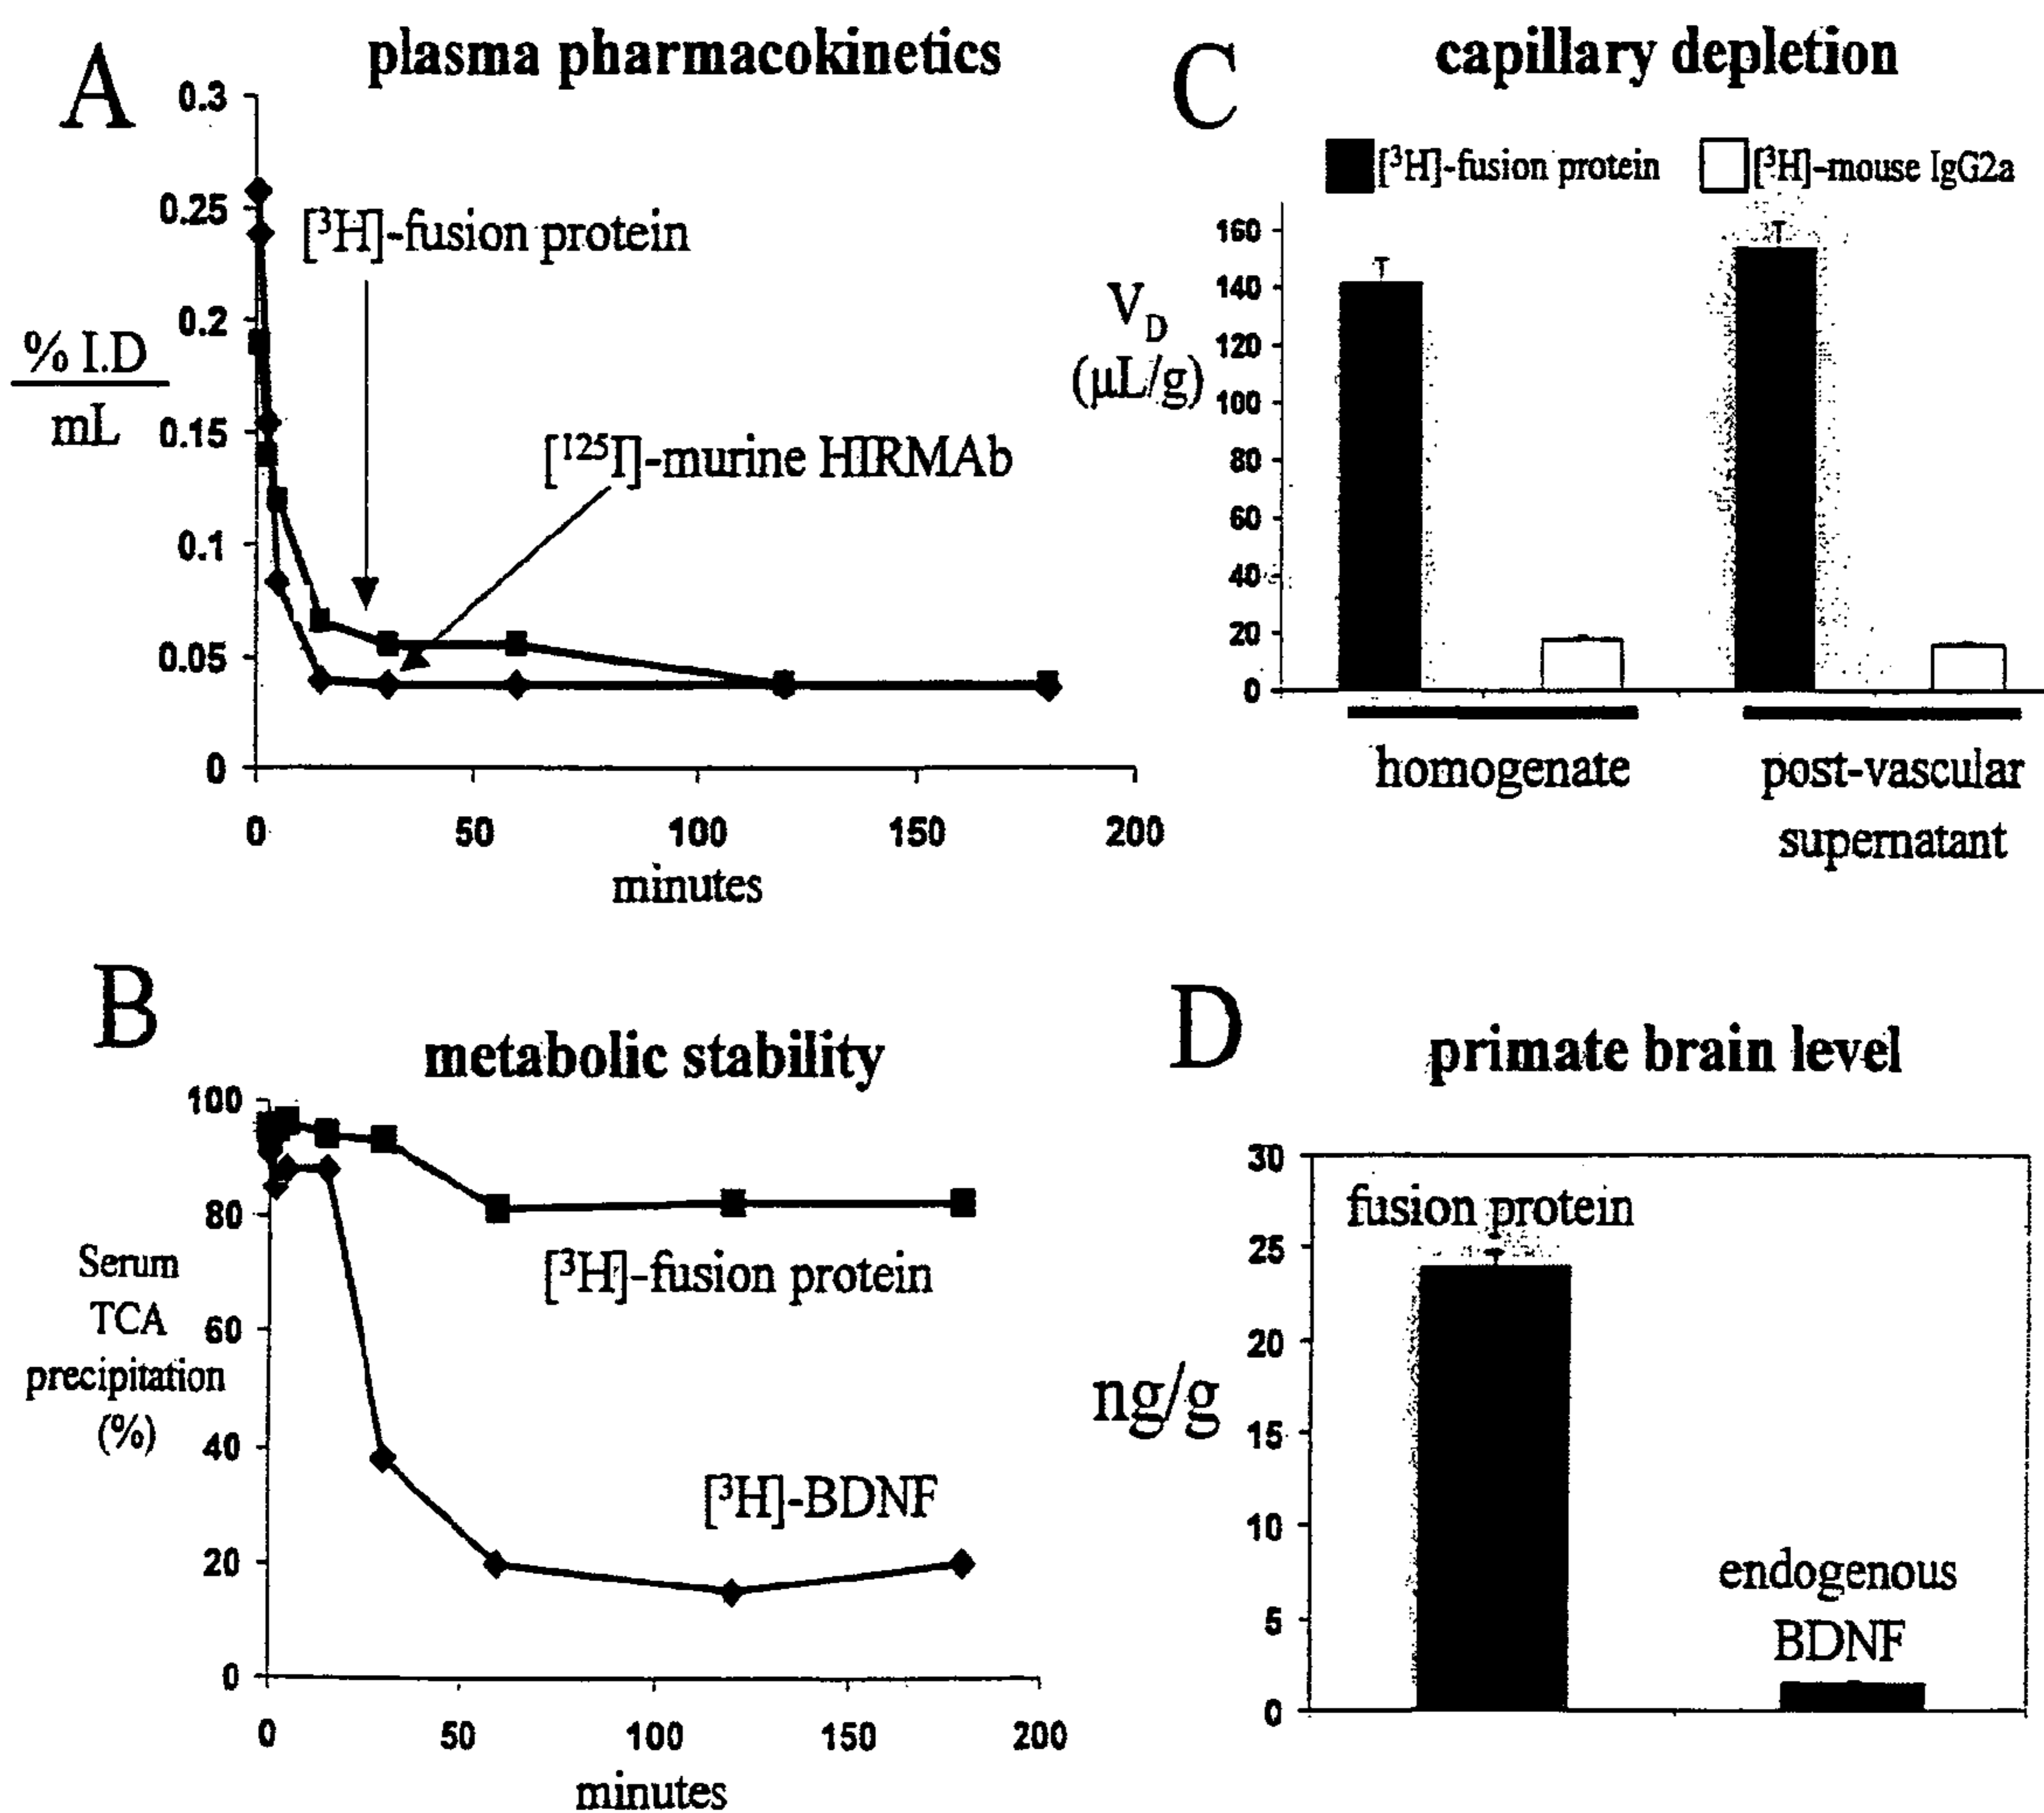 A
plasma pharmacokinetics
0.3
0.25
0.2
0.15
0.1
0.05
0
% I.D
mL
[³H]-fusion protein
[¹²⁵I]-murine HIRMAb
0 50 100 150 200
minutes
B
metabolic stability
100
80
60
40
20
0
Serum
TCA
precipitation
(%)
[³H]-fusion protein
[³H]-BDNF
0 50 100 150 200
minutes
C
capillary depletion
[³H]-fusion protein [³H]-mouse IgG2a
160
140
120
100
80
60
40
20
0
V_D
(µL/g)
homogenate
post-vascular
supernatant
D
primate brain level
30
25
20
15
10
5
0
ng/g
fusion protein
endogenous
BDNF